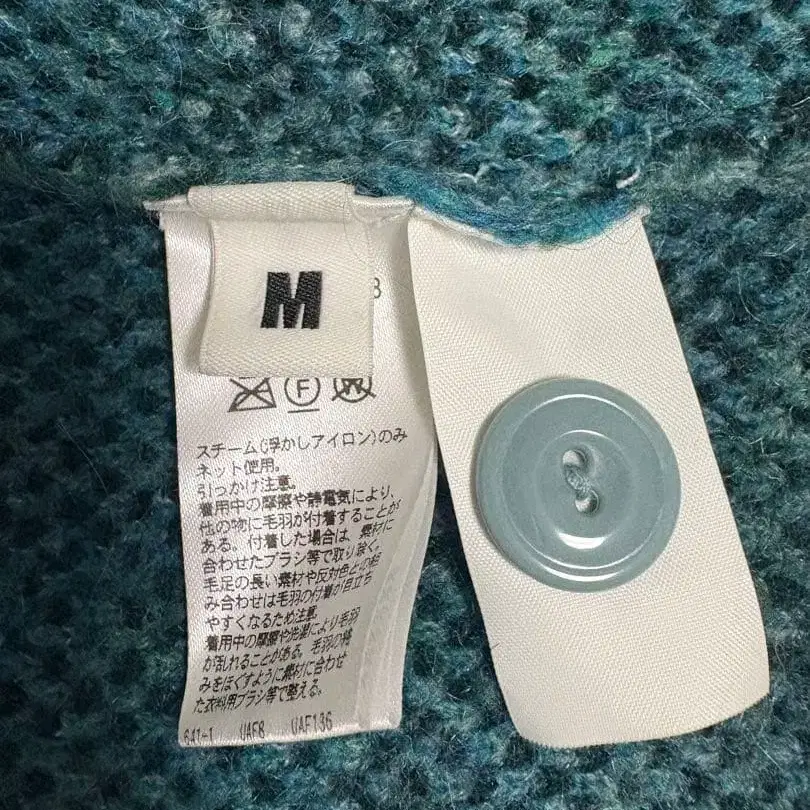 M
3
F
W
スチーム(浮かしアイロン)のみ
ネット使用。
引っかけ注意。
着用中の摩擦や静電気により、
他の物に毛羽が付着することが
ある。付着した場合は、素材に
合わせたブラシ等で取り除く。
毛足の長い素材や反対色との組
み合わせは毛羽の付着が目立ち
やすくなるため注意。
着用中の摩擦や洗濯により毛羽
が乱れることがある。毛羽の絡
みをほぐすように素材に合わせ
た衣料用ブラシ等で整える。
641-1 UAF8 UAF136